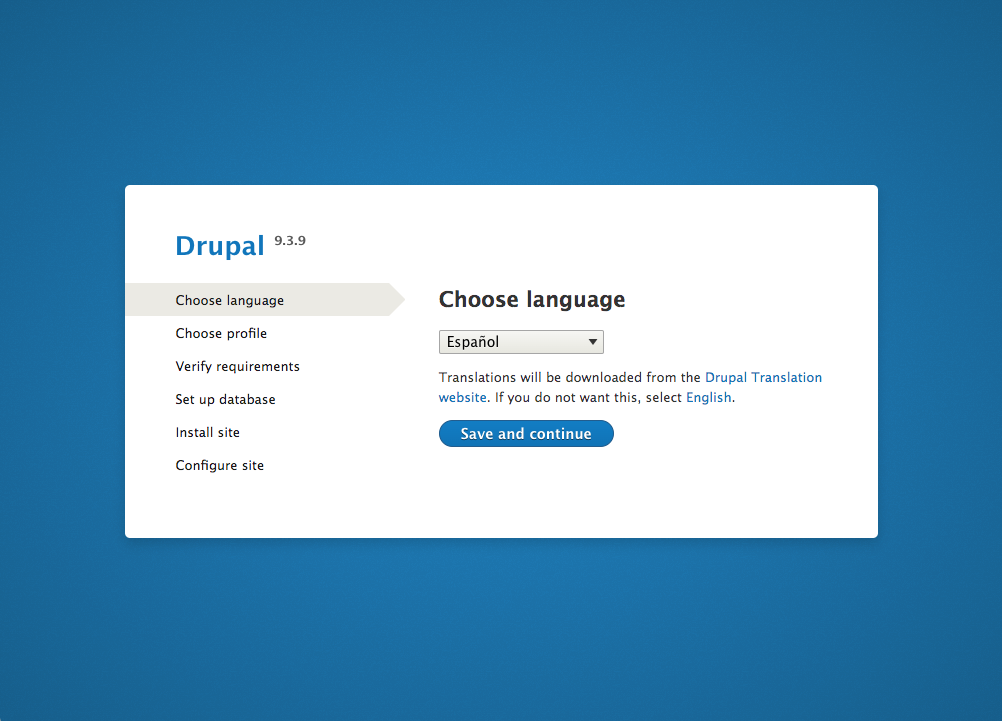 Drupal 9.3.9
Choose language
Choose profile
Verify requirements
Set up database
Install site
Configure site
Choose language
Español
Translations will be downloaded from the Drupal Translation
website. If you do not want this, select English.
Save and continue